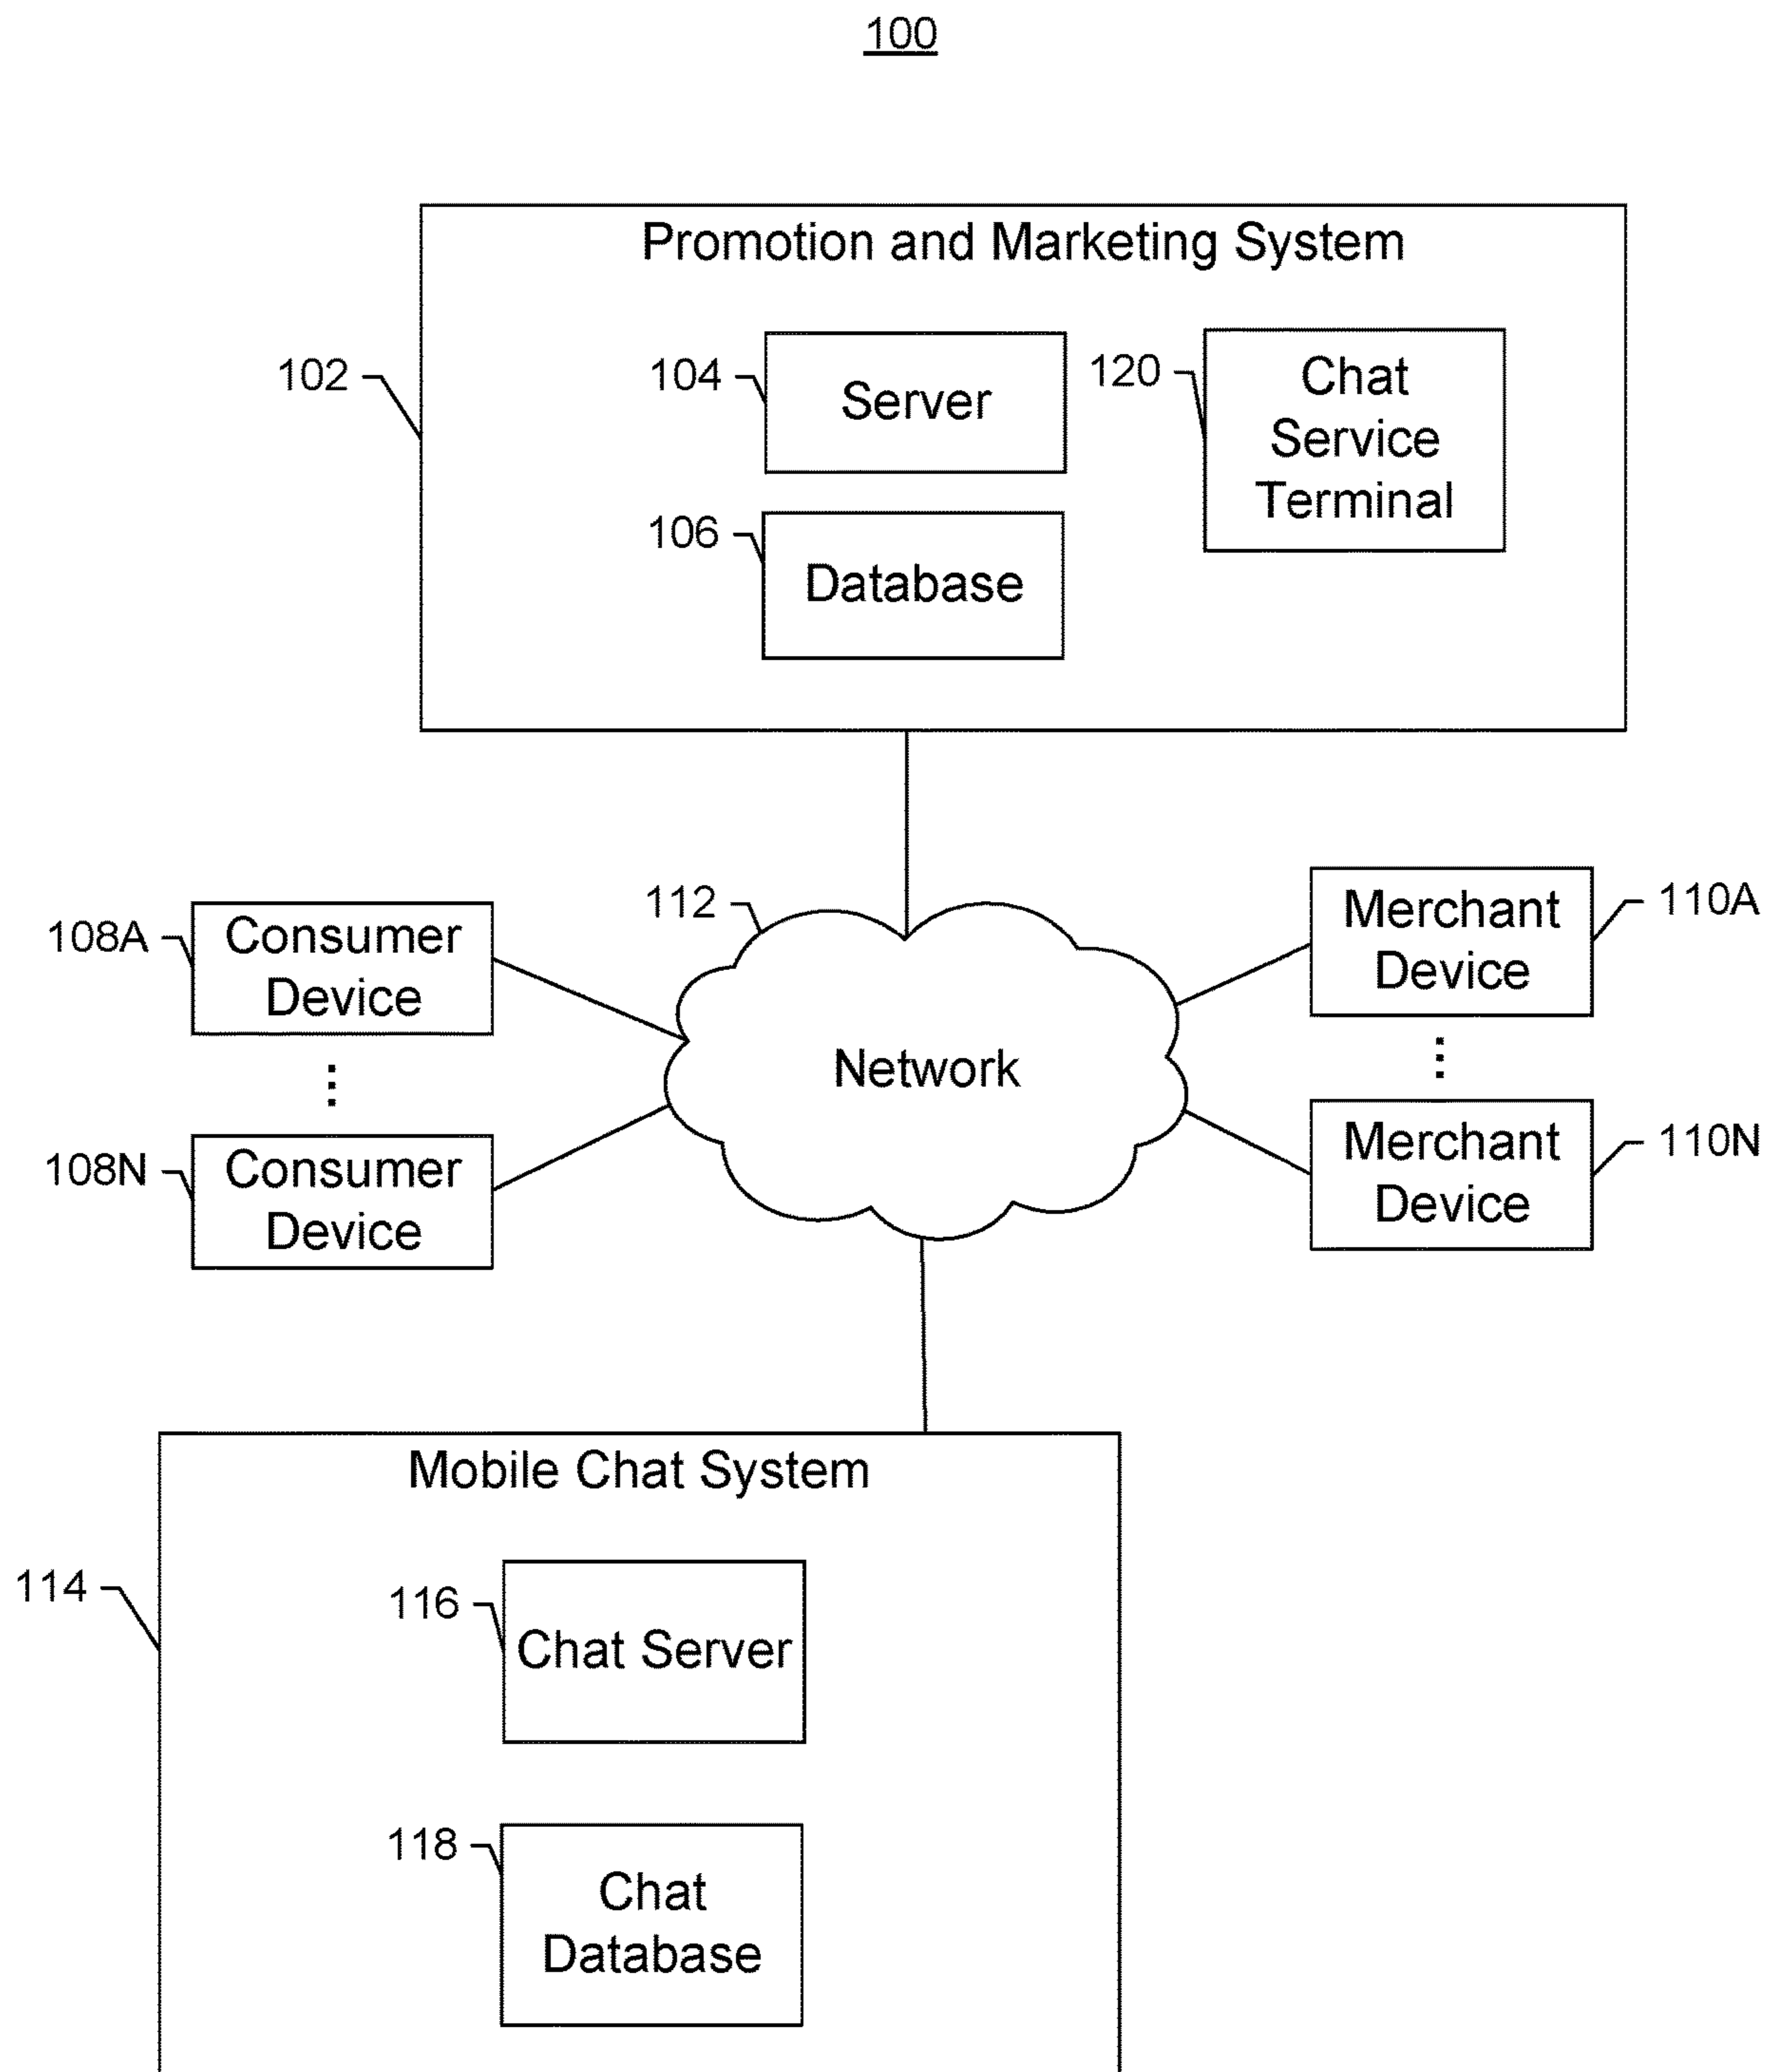 100
Promotion and Marketing System
102
104
Server
120
Chat
Service
Terminal
106
Database
112
Network
108A
Consumer
Device
108N
Consumer
Device
Merchant
Device
110A
Merchant
Device
110N
Mobile Chat System
114
116
Chat Server
118
Chat
Database